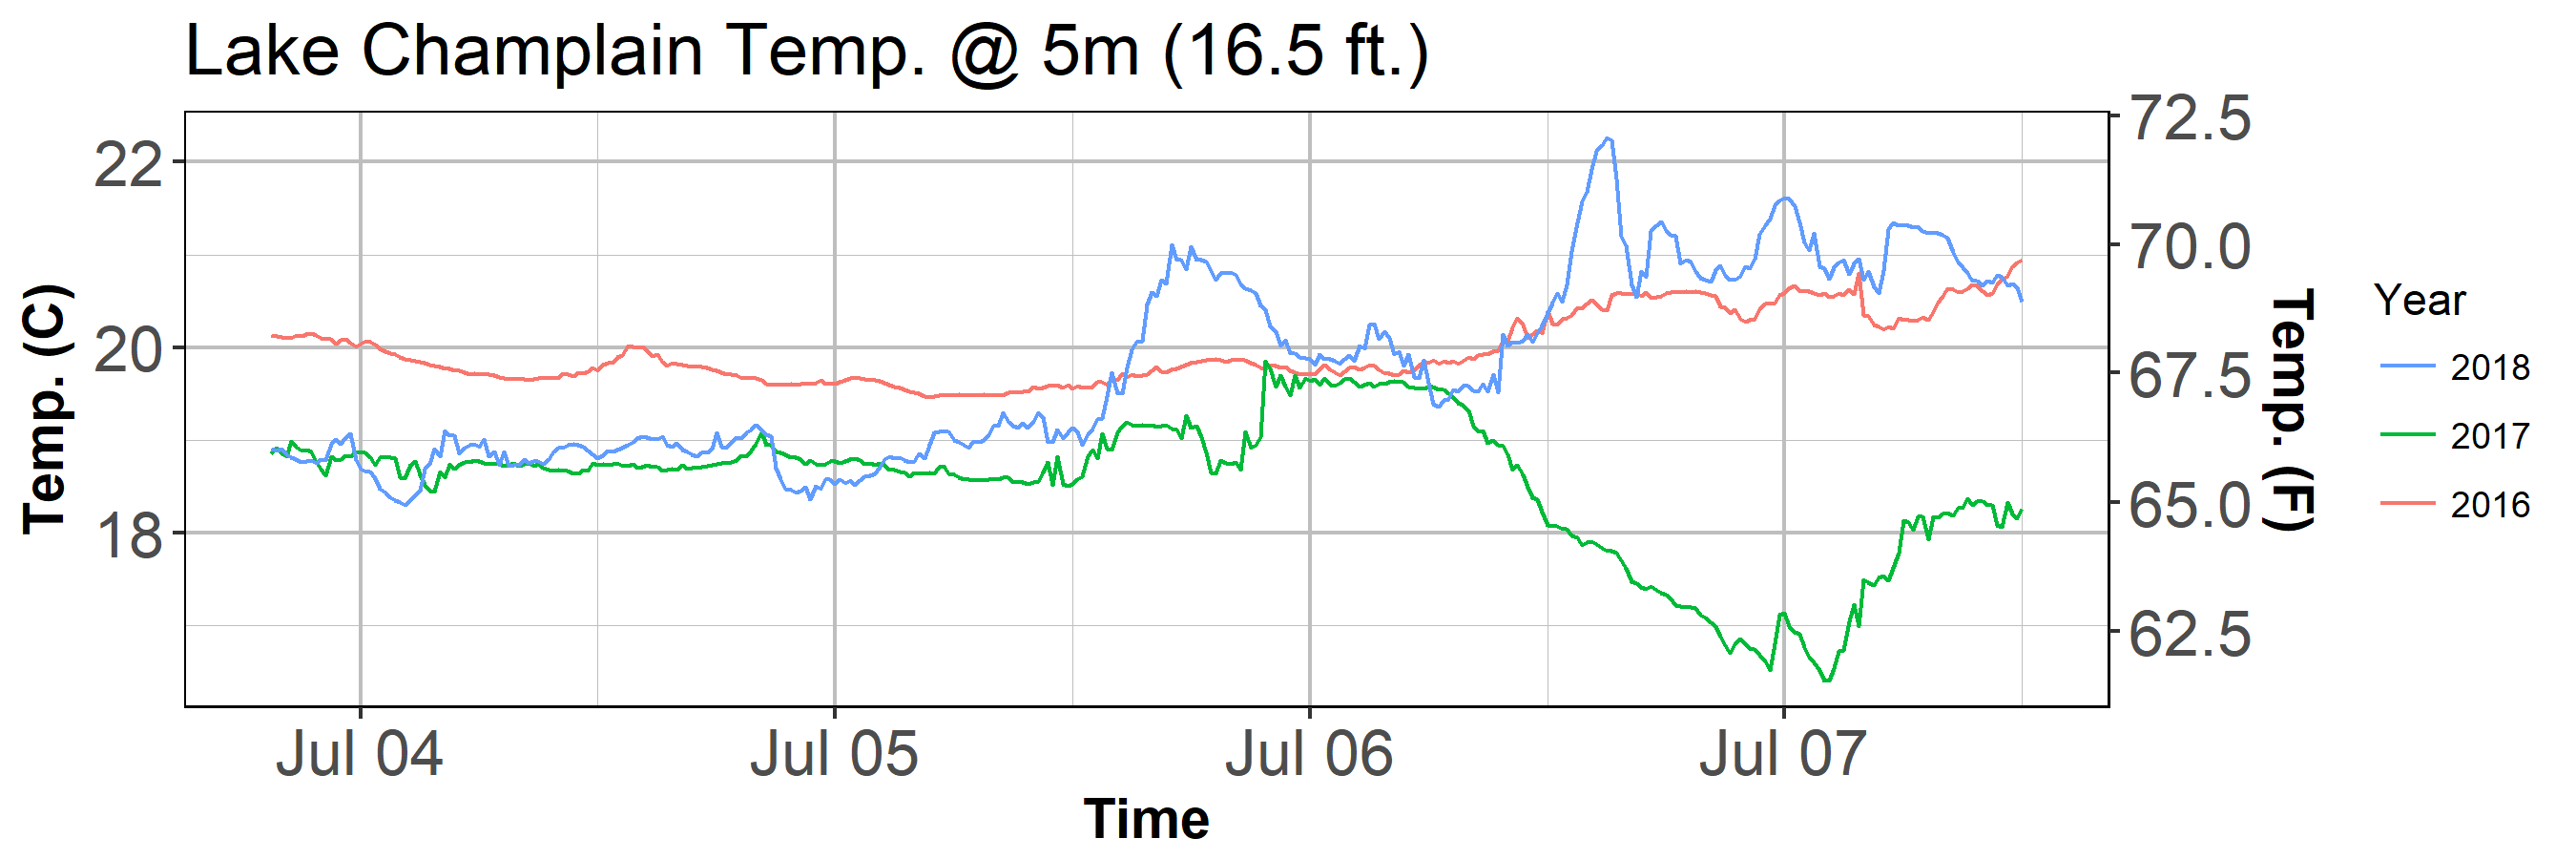 Lake Champlain Temp. @ 5m (16.5 ft.)
Temp. (C)
22
20
18
72.5
70.0
67.5
65.0
62.5
Temp. (F)
Jul 04 Jul 05 Jul 06 Jul 07
Time
Year
2018
2017
2016